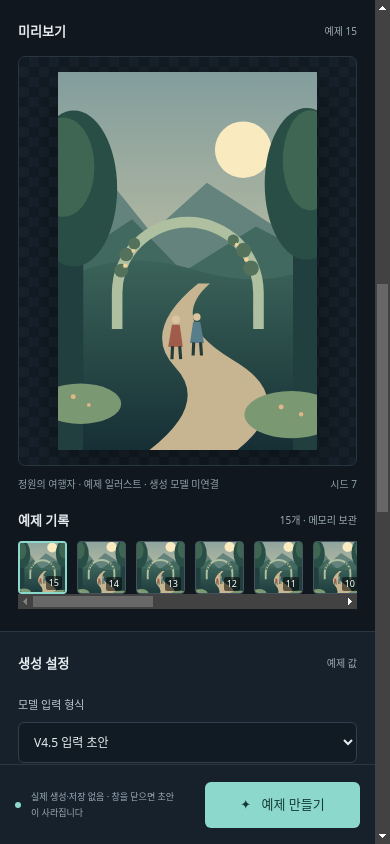 미리보기 예제 15
정원의 여행자 · 예제 일러스트 · 생성 모델 미연결 시드 7
예제 기록 15개 · 메모리 보관
15 14 13 12 11 10
생성 설정 예제 값
모델 입력 형식
V4.5 입력 초안
실제 생성·저장 없음 · 창을 닫으면 초안
이 사라집니다
예제 만들기